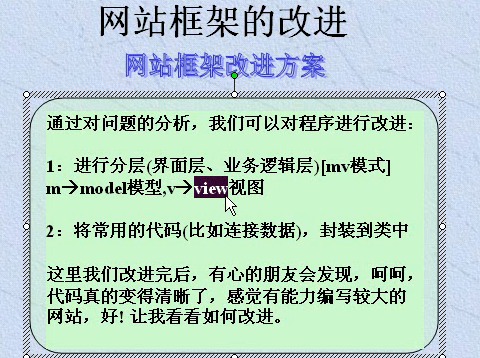 网站框架的改进
网站框架改进方案
通过对问题的分析，我们可以对程序进行改进：
1：进行分层(界面层、业务逻辑层)[mv模式]
m→model模型,v→view视图
2：将常用的代码(比如连接数据)，封装到类中
这里我们改进完后，有心的朋友会发现，呵呵，
代码真的变得清晰了，感觉有能力编写较大的
网站，好! 让我看看如何改进。